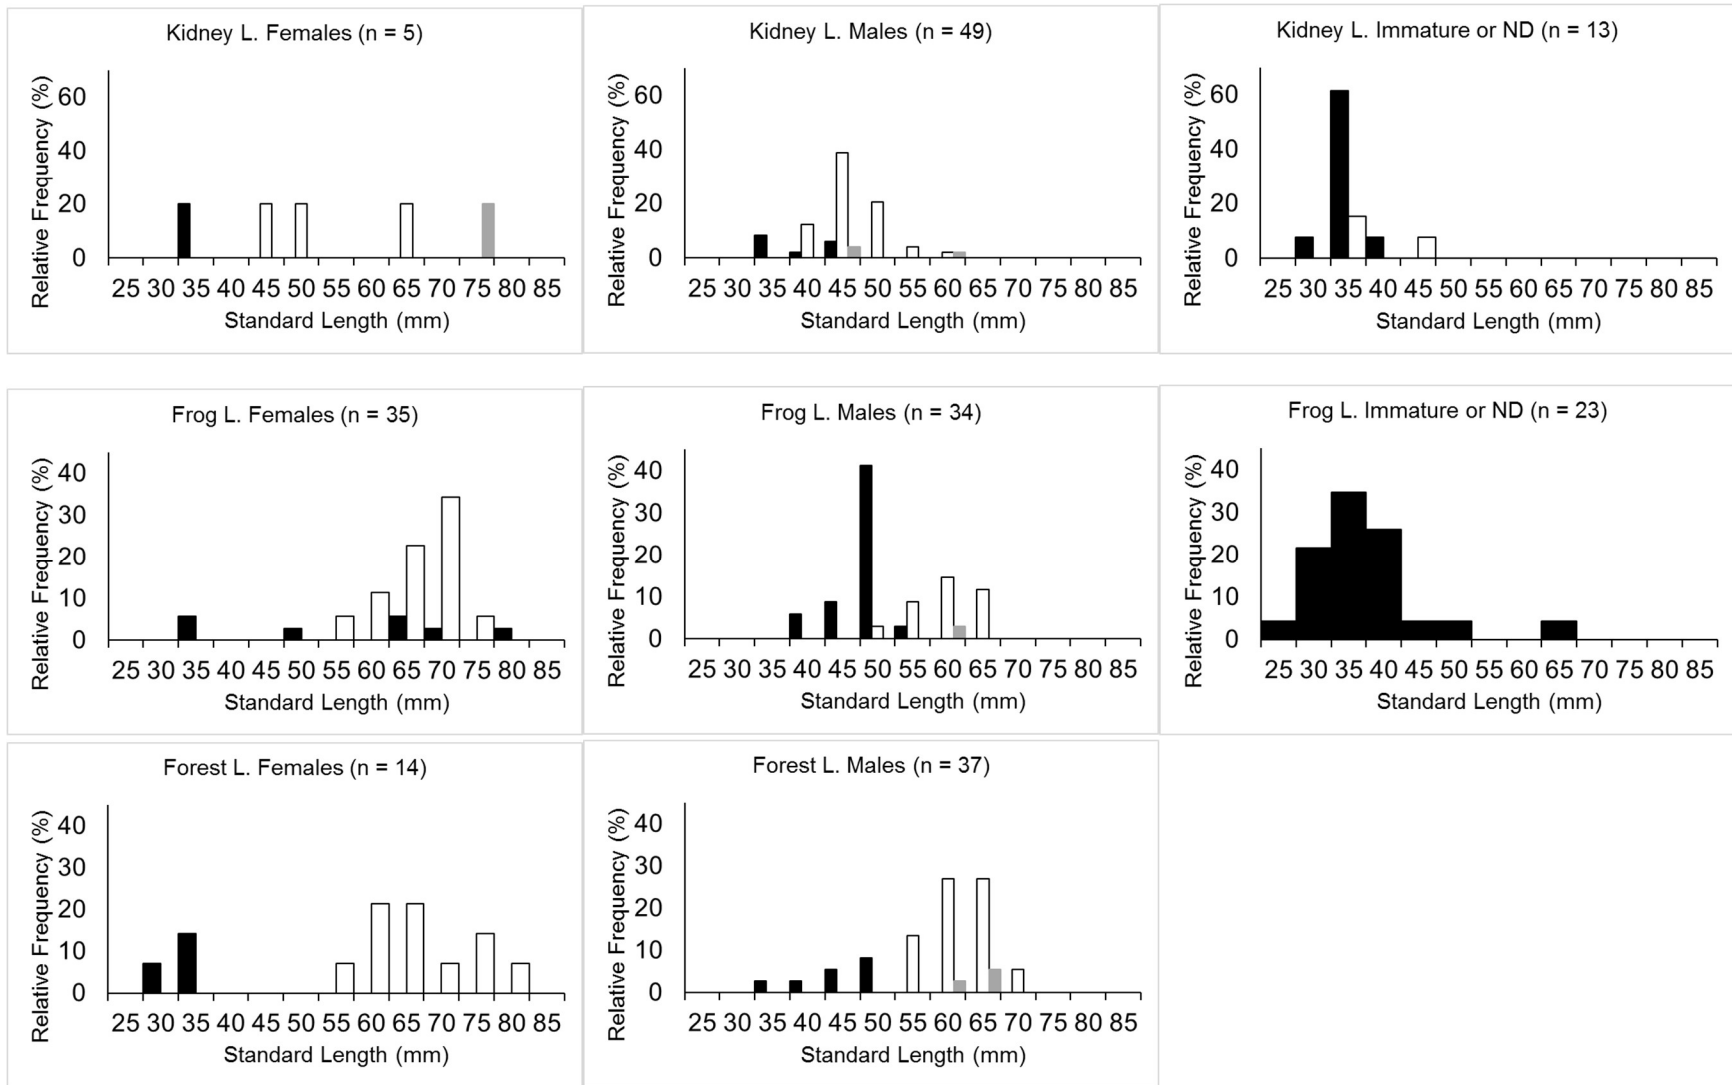 Kidney L. Females (n = 5)
Relative Frequency (%)
60
40
20
0
25 30 35 40 45 50 55 60 65 70 75 80 85
Standard Length (mm)
Kidney L. Males (n = 49)
Relative Frequency (%)
60
40
20
0
25 30 35 40 45 50 55 60 65 70 75 80 85
Standard Length (mm)
Kidney L. Immature or ND (n = 13)
Relative Frequency (%)
60
40
20
0
25 30 35 40 45 50 55 60 65 70 75 80 85
Standard Length (mm)
Frog L. Females (n = 35)
Relative Frequency (%)
40
30
20
10
0
25 30 35 40 45 50 55 60 65 70 75 80 85
Standard Length (mm)
Frog L. Males (n = 34)
Relative Frequency (%)
40
30
20
10
0
25 30 35 40 45 50 55 60 65 70 75 80 85
Standard Length (mm)
Frog L. Immature or ND (n = 23)
Relative Frequency (%)
40
30
20
10
0
25 30 35 40 45 50 55 60 65 70 75 80 85
Standard Length (mm)
Forest L. Females (n = 14)
Relative Frequency (%)
40
30
20
10
0
25 30 35 40 45 50 55 60 65 70 75 80 85
Standard Length (mm)
Forest L. Males (n = 37)
Relative Frequency (%)
40
30
20
10
0
25 30 35 40 45 50 55 60 65 70 75 80 85
Standard Length (mm)